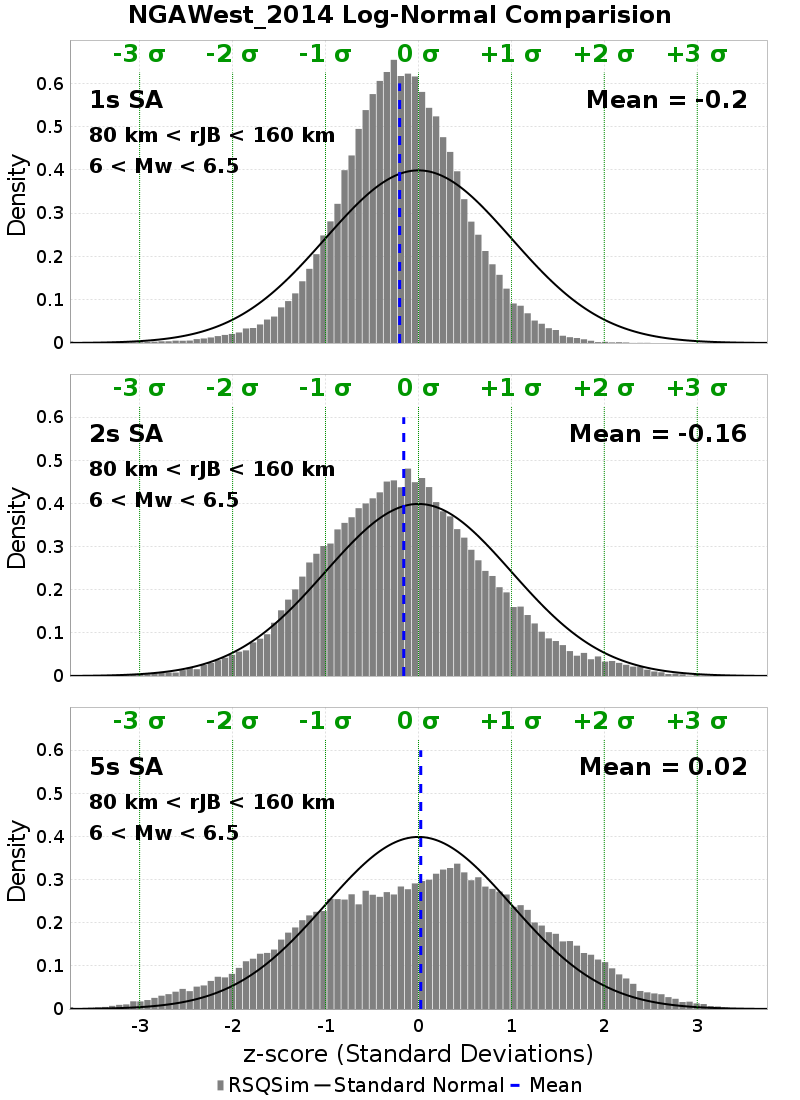 NGAWest_2014 Log-Normal Comparision
-3 σ -2 σ -1 σ 0 σ +1 σ +2 σ +3 σ
1s SA
Mean = -0.2
80 km < rJB < 160 km
6 < Mw < 6.5
Density
0.6
0.5
0.4
0.3
0.2
0.1
0
-3 σ -2 σ -1 σ 0 σ +1 σ +2 σ +3 σ
2s SA
Mean = -0.16
80 km < rJB < 160 km
6 < Mw < 6.5
Density
0.6
0.5
0.4
0.3
0.2
0.1
0
-3 σ -2 σ -1 σ 0 σ +1 σ +2 σ +3 σ
5s SA
Mean = 0.02
80 km < rJB < 160 km
6 < Mw < 6.5
Density
0.6
0.5
0.4
0.3
0.2
0.1
0
-3 -2 -1 0 1 2 3
z-score (Standard Deviations)
RSQSim Standard Normal Mean